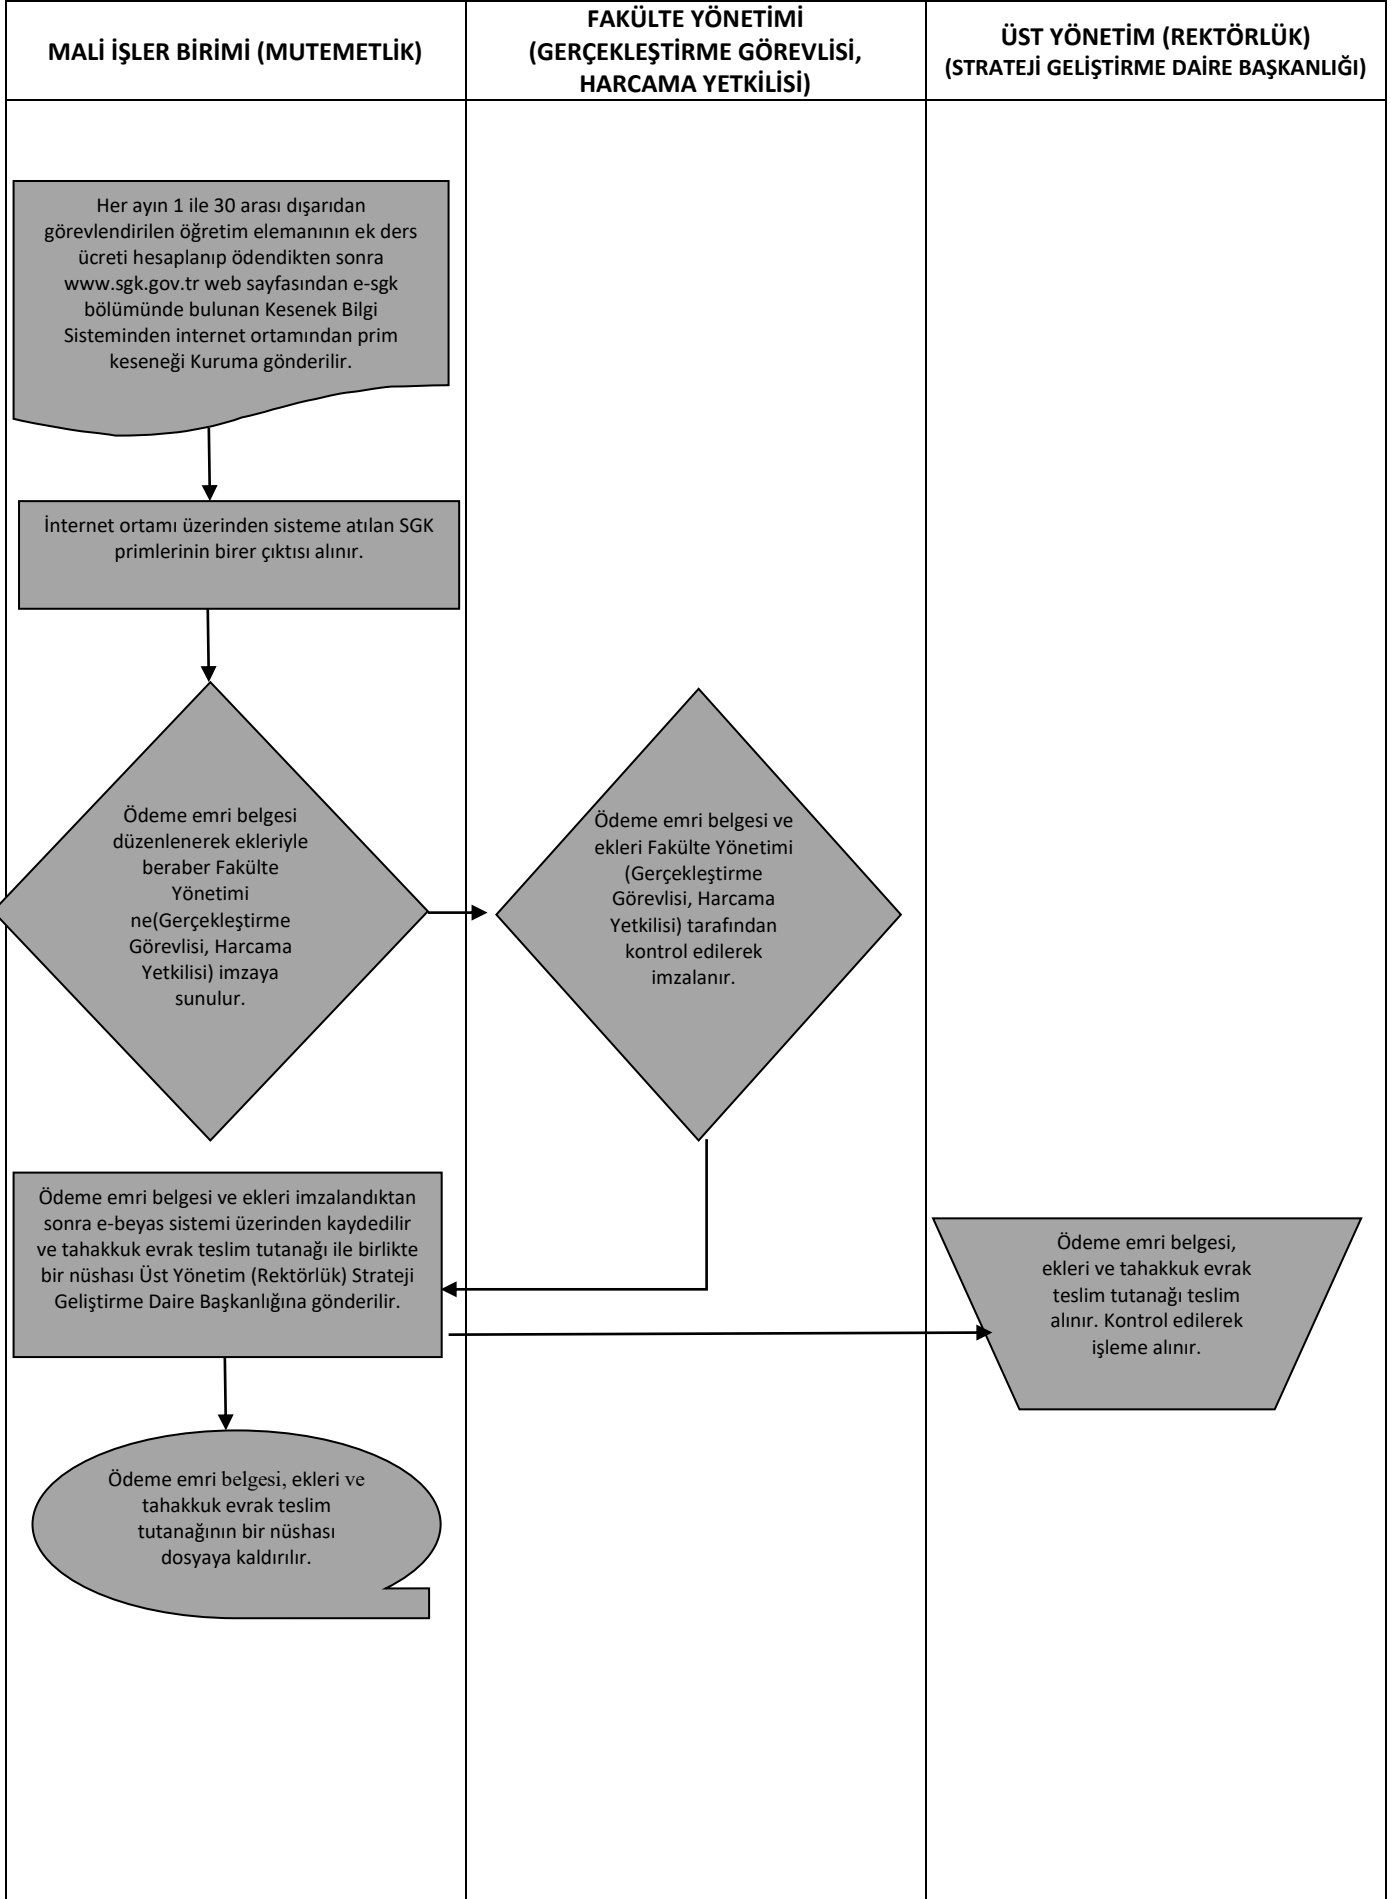 MALİ İŞLER BİRİMİ (MUTEMETLİK)
FAKÜLTE YÖNETİMİ
(GERÇEKLEŞTİRME GÖREVLİSİ,
HARCAMA YETKİLİSİ)
ÜST YÖNETİM (REKTÖRLÜK)
(STRATEJİ GELİŞTİRME DAİRE BAŞKANLIĞI)
Her ayın 1 ile 30 arası dışarıdan
görevlendirilen öğretim elemanının ek ders
ücreti hesaplanıp ödendikten sonra
www.sgk.gov.tr web sayfasından e-sgk
bölümünde bulunan Kesenek Bilgi
Sisteminden internet ortamından prim
keseneği Kuruma gönderilir.
İnternet ortamı üzerinden sisteme atılan SGK
primlerinin birer çıktısı alınır.
Ödeme emri belgesi
düzenlenerek ekleriyle
beraber Fakülte
Yönetimi
ne(Gerçekleştirme
Görevlisi, Harcama
Yetkilisi) imzaya
sunulur.
Ödeme emri belgesi ve
ekleri Fakülte Yönetimi
(Gerçekleştirme
Görevlisi, Harcama
Yetkilisi) tarafından
kontrol edilerek
imzalanır.
Ödeme emri belgesi ve ekleri imzalandıktan
sonra e-beyas sistemi üzerinden kaydedilir
ve tahakkuk evrak teslim tutanağı ile birlikte
bir nüshası Üst Yönetim (Rektörlük) Strateji
Geliştirme Daire Başkanlığına gönderilir.
Ödeme emri belgesi,
ekleri ve tahakkuk evrak
teslim tutanağı teslim
alınır. Kontrol edilerek
işleme alınır.
Ödeme emri belgesi, ekleri ve
tahakkuk evrak teslim
tutanağının bir nüshası
dosyaya kaldırılır.